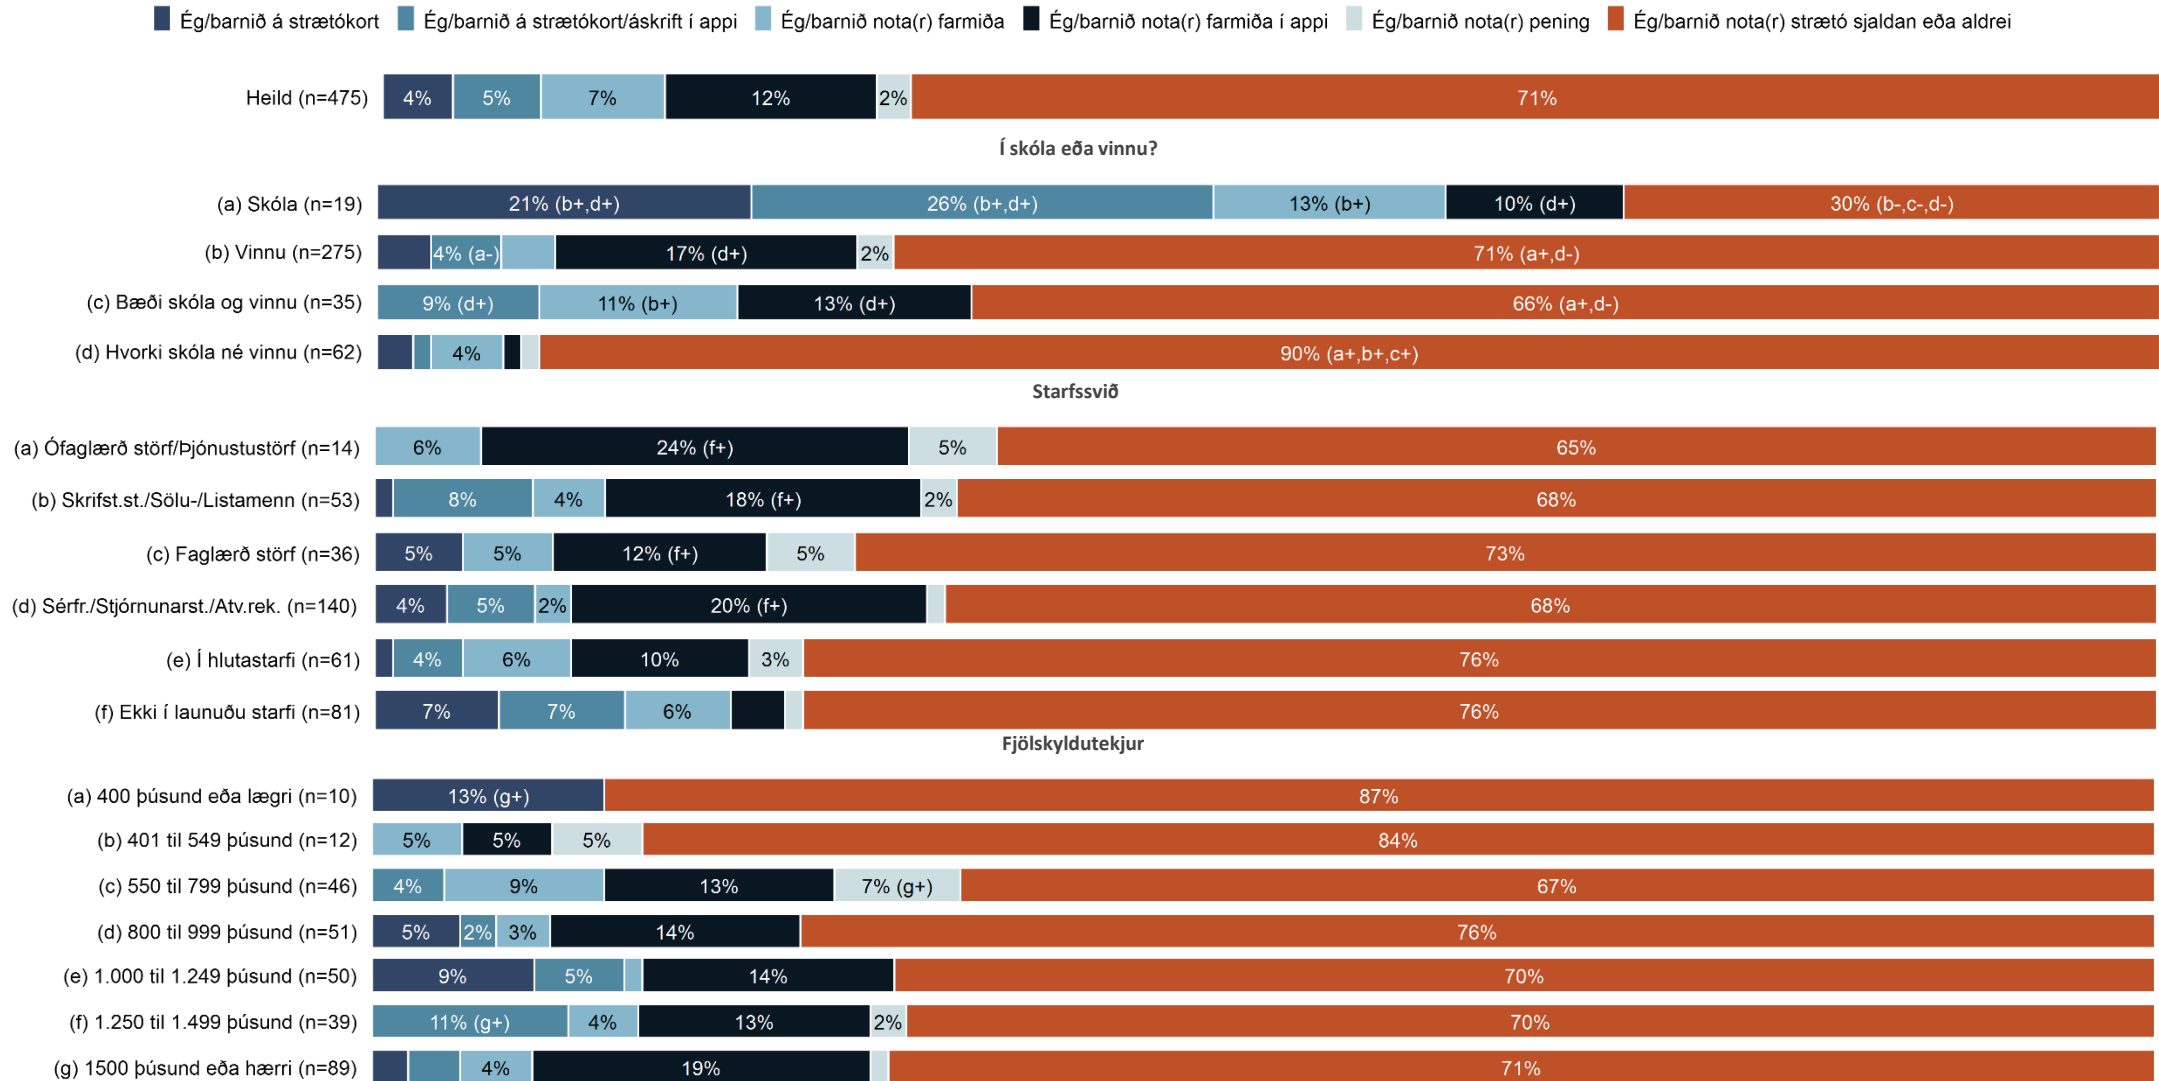 Ég/barnið á strætókort Ég/barnið á strætókort/áskrift í appi Ég/barnið nota(r) farmiða Ég/barnið nota(r) farmiða í appi Ég/barnið nota(r) pening Ég/barnið nota(r) strætó sjaldan eða aldrei
Heild (n=475) 4% 5% 7% 12% 2% 71%
Í skóla eða vinnu?
(a) Skóla (n=19) 21% (b+,d+) 26% (b+,d+) 13% (b+) 10% (d+) 30% (b-,c-,d-)
(b) Vinnu (n=275) 4% (a-) 17% (d+) 2% 71% (a+,d-)
(c) Bæði skóla og vinnu (n=35) 9% (d+) 11% (b+) 13% (d+) 66% (a+,d-)
(d) Hvorki skóla né vinnu (n=62) 4% 90% (a+,b+,c+)
Starfssvið
(a) Ófaglærð störf/Þjónustustörf (n=14) 6% 24% (f+) 5% 65%
(b) Skrifst.st./Sölu-/Listamenn (n=53) 8% 4% 18% (f+) 2% 68%
(c) Faglærð störf (n=36) 5% 5% 12% (f+) 5% 73%
(d) Sérfr./Stjórnunarst./Atv.rek. (n=140) 4% 5% 2% 20% (f+) 68%
(e) Í hlutastarfi (n=61) 4% 6% 10% 3% 76%
(f) Ekki í launuðu starfi (n=81) 7% 7% 6% 76%
Fjölskyldutekjur
(a) 400 þúsund eða lægri (n=10) 13% (g+) 87%
(b) 401 til 549 þúsund (n=12) 5% 5% 5% 84%
(c) 550 til 799 þúsund (n=46) 4% 9% 13% 7% (g+) 67%
(d) 800 til 999 þúsund (n=51) 5% 2% 3% 14% 76%
(e) 1.000 til 1.249 þúsund (n=50) 9% 5% 14% 70%
(f) 1.250 til 1.499 þúsund (n=39) 11% (g+) 4% 13% 2% 70%
(g) 1500 þúsund eða hærri (n=89) 4% 19% 71%